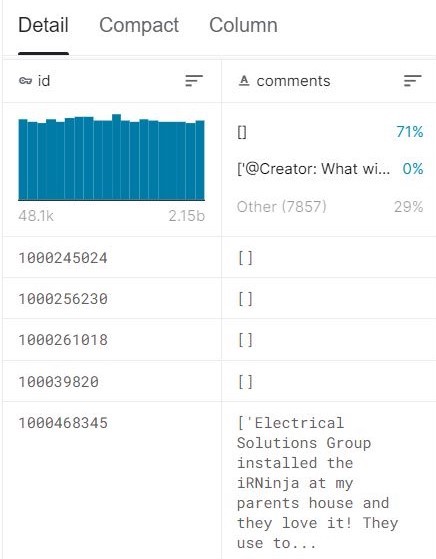 Detail Compact Column
id
comments
[] 71%
['@Creator: What wi... 0%
Other (7857) 29%
48.1k 2.15b
1000245024 []
1000256230 []
1000261018 []
100039820 []
1000468345 ['Electrical
Solutions Group
installed the
iRNinja at my
parents house and
they love it! They
use to...